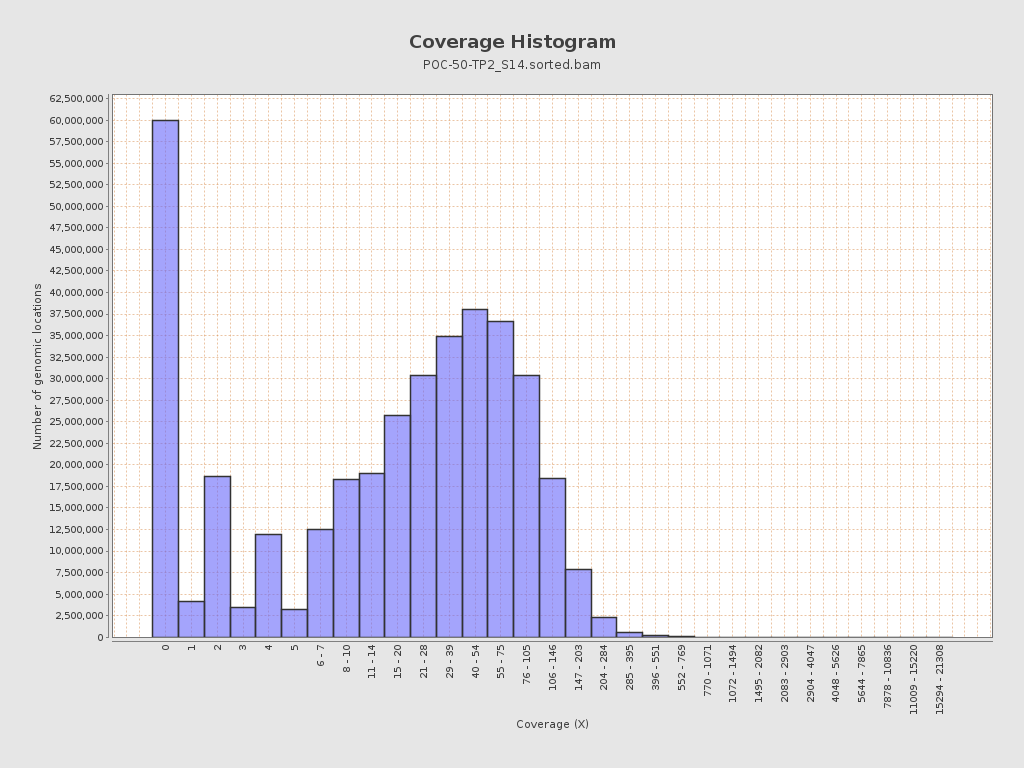 Coverage Histogram
POC-50-TP2_S14.sorted.bam
Number of genomic locations
62,500,000
60,000,000
57,500,000
55,000,000
52,500,000
50,000,000
47,500,000
45,000,000
42,500,000
40,000,000
37,500,000
35,000,000
32,500,000
30,000,000
27,500,000
25,000,000
22,500,000
20,000,000
17,500,000
15,000,000
12,500,000
10,000,000
7,500,000
5,000,000
2,500,000
0
0
1
2
3
4
5
6 - 7
8 - 10
11 - 14
15 - 20
21 - 28
29 - 39
40 - 54
55 - 75
76 - 105
106 - 146
147 - 203
204 - 284
285 - 395
396 - 551
552 - 769
770 - 1071
1072 - 1494
1495 - 2082
2083 - 2903
2904 - 4047
4048 - 5626
5644 - 7865
7878 - 10836
11009 - 15220
15294 - 21308
Coverage (X)